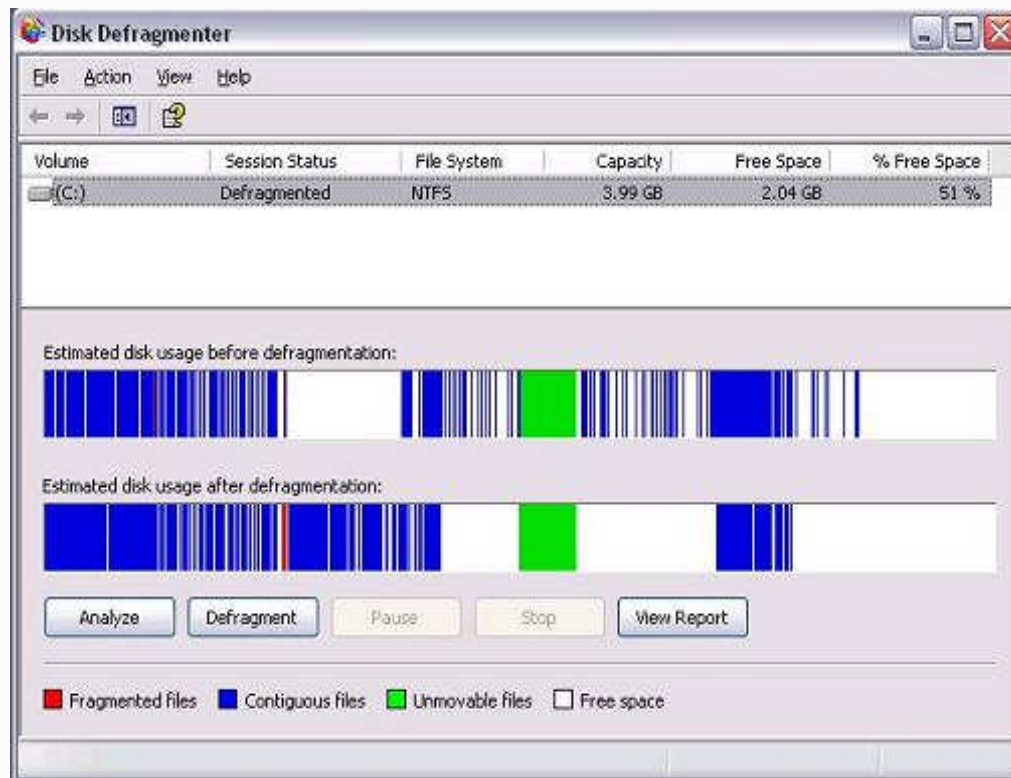 Disk Defragmenter
File Action View Help
Volume Session Status File System Capacity Free Space % Free Space
(C:) Defragmented NTFS 3.99 GB 2.04 GB 51 %
Estimated disk usage before defragmentation:
Estimated disk usage after defragmentation:
Analyze Defragment Pause Stop View Report
Fragmented files Contiguous files Unmovable files Free space